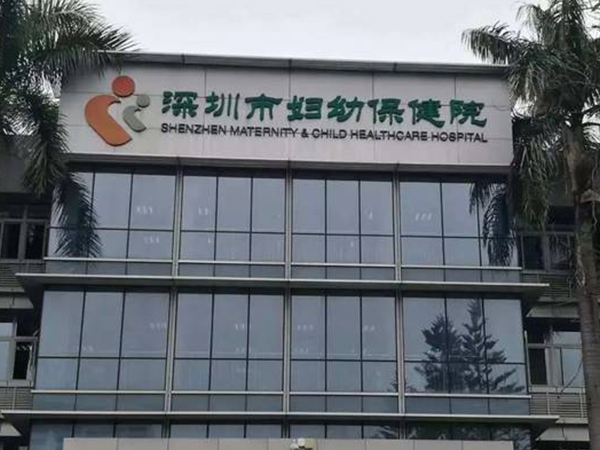 深圳市妇幼保健院
SHENZHEN MATERNITY & CHILD HEALTHCARE HOSPITAL